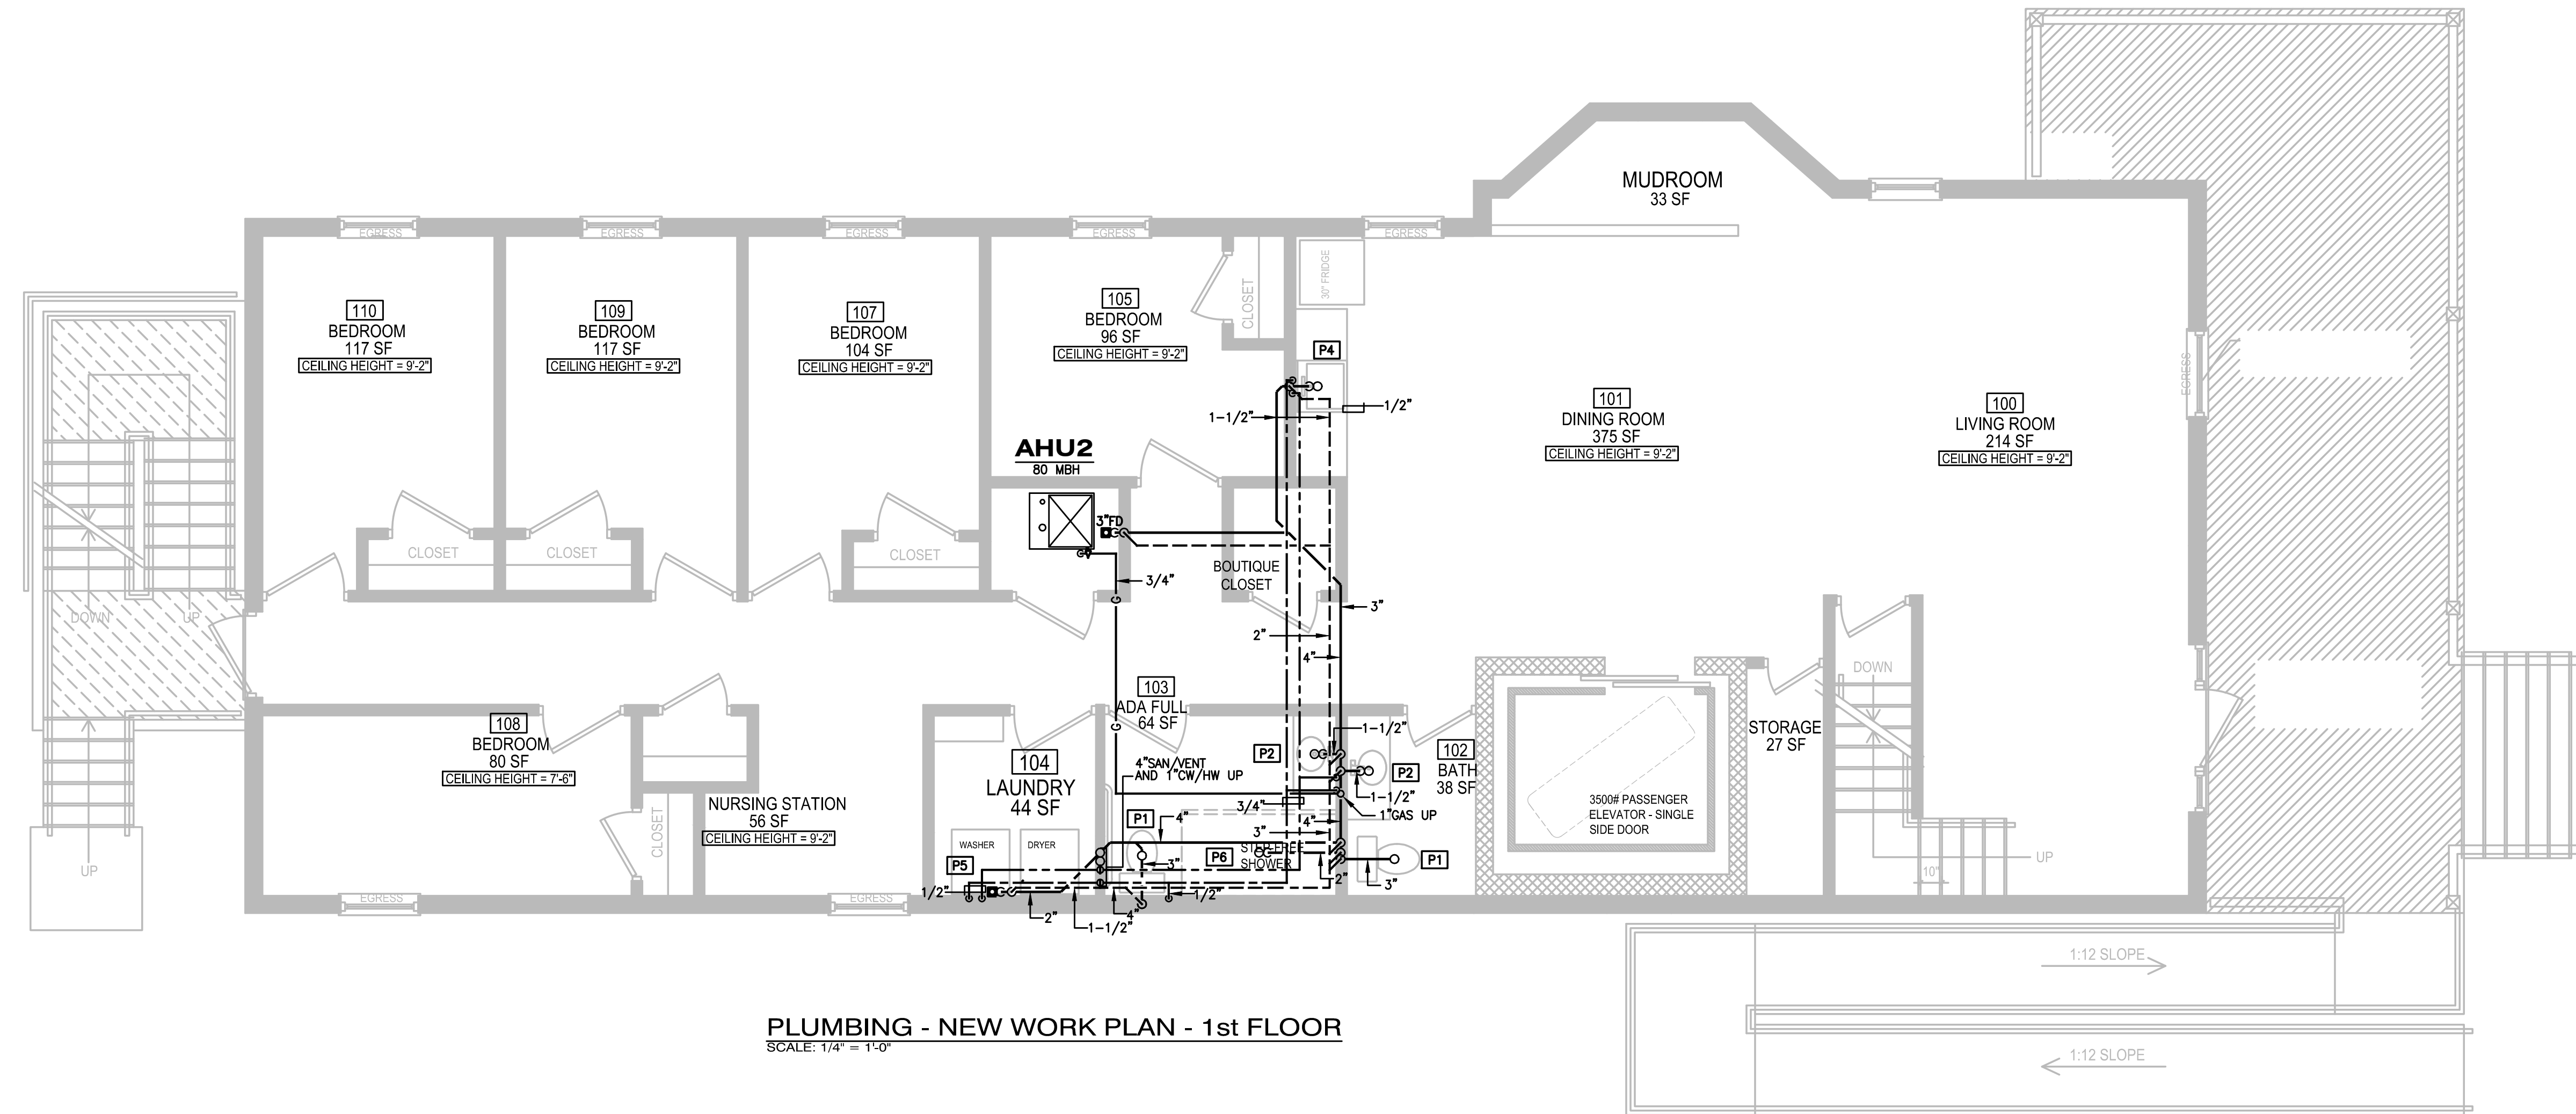 MUDROOM
33 SF
EGRESS
EGRESS
EGRESS
EGRESS
EGRESS
30" FRIDGE
CLOSET
110
BEDROOM
117 SF
CEILING HEIGHT = 9'-2"
109
BEDROOM
117 SF
CEILING HEIGHT = 9'-2"
107
BEDROOM
104 SF
CEILING HEIGHT = 9'-2"
105
BEDROOM
96 SF
CEILING HEIGHT = 9'-2"
P4
1-1/2"
1/2"
101
DINING ROOM
375 SF
CEILING HEIGHT = 9'-2"
100
LIVING ROOM
214 SF
CEILING HEIGHT = 9'-2"
EGRESS
AHU2
80 MBH
3"FD
CLOSET
CLOSET
CLOSET
3/4"
G
BOUTIQUE
CLOSET
3"
2"
4"
DOWN
UP
UP
108
BEDROOM
80 SF
CEILING HEIGHT = 7'-6"
CLOSET
NURSING STATION
56 SF
CEILING HEIGHT = 9'-2"
103
ADA FULL
64 SF
G
104
LAUNDRY
44 SF
4"SAN/VENT
AND 1"CW/HW UP
WASHER
DRYER
P5
P1
4"
3"
P2
1-1/2"
P2
1-1/2"
102
BATH
38 SF
3/4"
1"GAS UP
4"
3"
P6
STEP-FREE
SHOWER
P1
2"
3"
1/2"
2"
1-1/2"
4"
1/2"
3500# PASSENGER
ELEVATOR - SINGLE
SIDE DOOR
STORAGE
27 SF
DOWN
UP
10"
EGRESS
EGRESS
1:12 SLOPE
1:12 SLOPE
PLUMBING - NEW WORK PLAN - 1st FLOOR
SCALE: 1/4" = 1'-0"